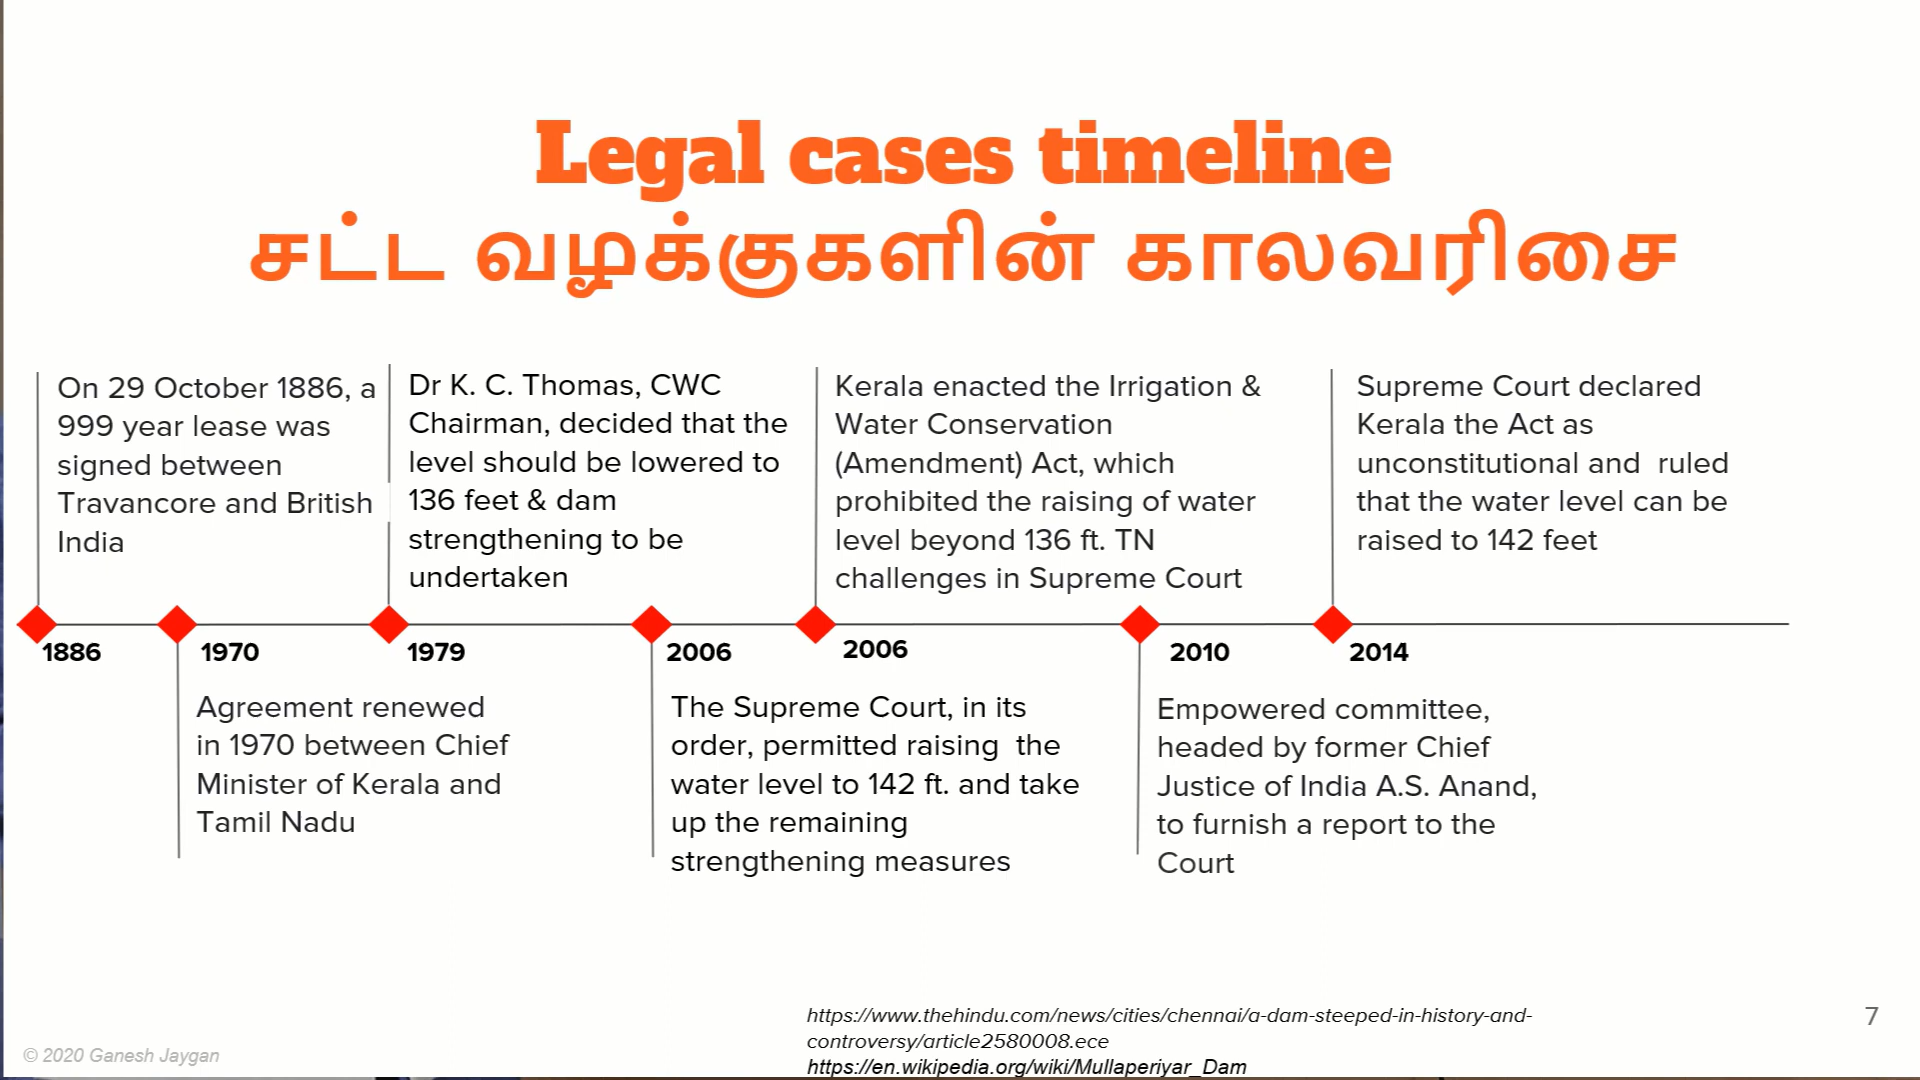 Legal cases timeline
சட்ட வழக்குகளின் காலவரிசை
On 29 October 1886, a
999 year lease was
signed between
Travancore and British
India
1886
1970
Agreement renewed
in 1970 between Chief
Minister of Kerala and
Tamil Nadu
Dr K. C. Thomas, CWC
Chairman, decided that the
level should be lowered to
136 feet & dam
strengthening to be
undertaken
1979
2006
The Supreme Court, in its
order, permitted raising  the
water level to 142 ft. and take
up the remaining
strengthening measures
Kerala enacted the Irrigation &
Water Conservation
(Amendment) Act, which
prohibited the raising of water
level beyond 136 ft. TN
challenges in Supreme Court
2006
2010
Empowered committee,
headed by former Chief
Justice of India A.S. Anand,
to furnish a report to the
Court
Supreme Court declared
Kerala the Act as
unconstitutional and  ruled
that the water level can be
raised to 142 feet
2014
https://www.thehindu.com/news/cities/chennai/a-dam-steeped-in-history-and-
controversy/article2580008.ece
https://en.wikipedia.org/wiki/Mullaperiyar_Dam
7
© 2020 Ganesh Jaygan